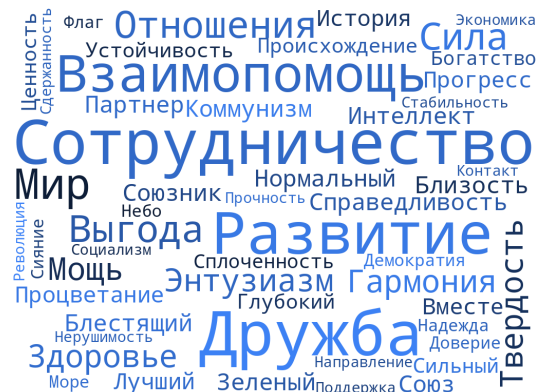 Флаг
Отношения
История
Экономика
Ценность
Сдержанность
Устойчивость
Происхождение
Сила
Богатство
Взаимопомощь
Прогресс
Партнер
Коммунизм
Стабильность
Интеллект
Сотрудничество
Мир
Союзник
Нормальный
Контакт
Близость
Прочность
Справедливость
Небо
Революция
Сияние
Выгода
Развитие
Твердость
Социализм
Мощь
Сплоченность
Демократия
Энтузиазм
Гармония
Процветание
Глубокий
Вместе
Блестящий
Дружба
Надежда
Нерушимость
Доверие
Здоровье
Направление
Сильный
Море
Лучший
Зеленый
Поддержка
Союз